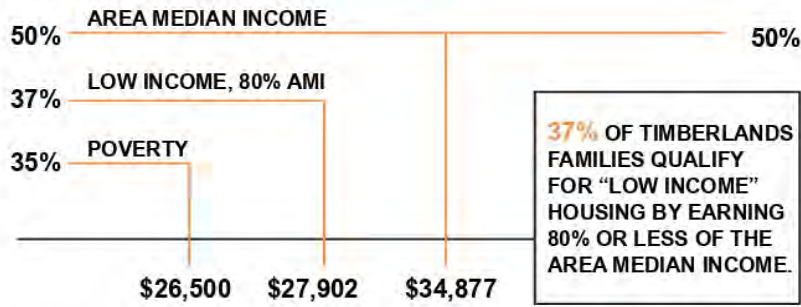 AREA MEDIAN INCOME
50%
50%
LOW INCOME, 80% AMI
37%
POVERTY
35%
$26,500 $27,902 $34,877
37% OF TIMBERLANDS
FAMILIES QUALIFY
FOR “LOW INCOME”
HOUSING BY EARNING
80% OR LESS OF THE
AREA MEDIAN INCOME.